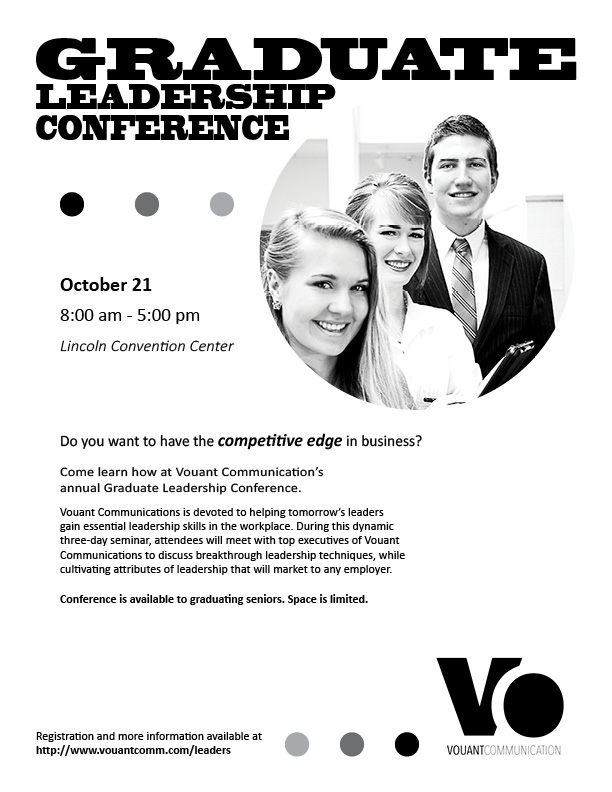 GRADUATE
LEADERSHIP
CONFERENCE
October 21
8:00 am - 5:00 pm
Lincoln Convention Center
Do you want to have the competitive edge in business?
Come learn how at Vouant Communication's
annual Graduate Leadership Conference.
Vouant Communications is devoted to helping tomorrow's leaders
gain essential leadership skills in the workplace. During this dynamic
three-day seminar, attendees will meet with top executives of Vouant
Communications to discuss breakthrough leadership techniques, while
cultivating attributes of leadership that will market to any employer.
Conference is available to graduating seniors. Space is limited.
VO
VOUANTCOMMUNICATION
Registration and more information available at
http://www.vouantcomm.com/leaders